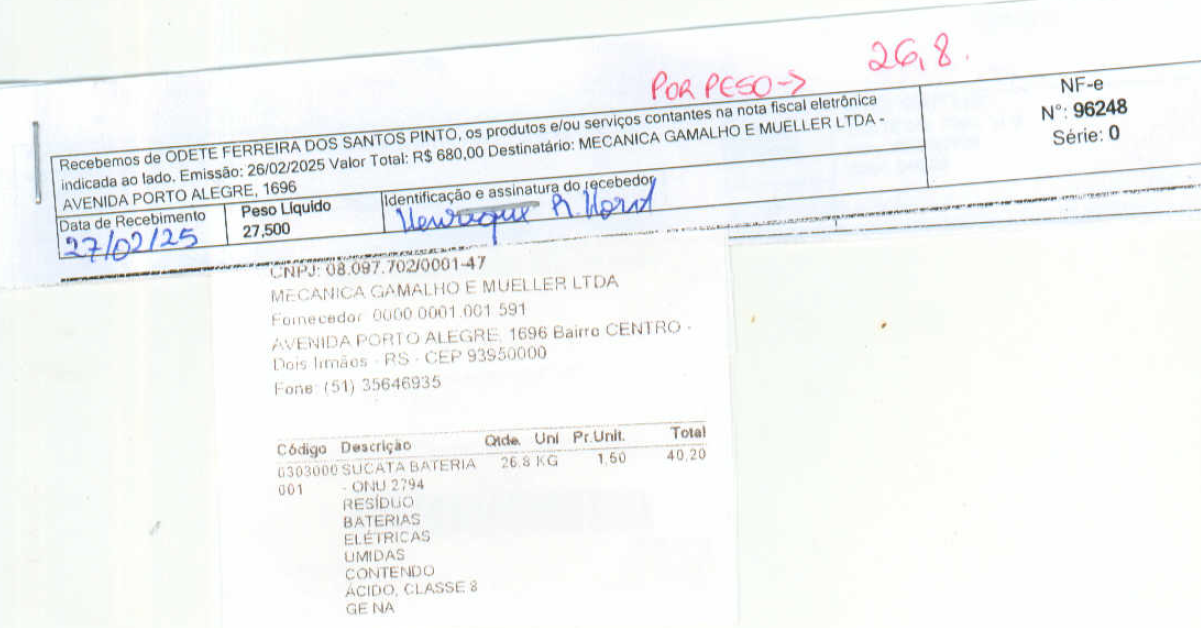 POR PESO-> 26,8.
Recebemos de ODETE FERREIRA DOS SANTOS PINTO, os produtos e/ou serviços contantes na nota fiscal eletrônica
indicada ao lado. Emissão: 26/02/2025 Valor Total: R$ 680,00 Destinatário: MECANICA GAMALHO E MUELLER LTDA -
AVENIDA PORTO ALEGRE, 1696
NF-e
N°: 96248
Série: 0
Data de Recebimento
27/02/25
Peso Líquido
27,500
Identificação e assinatura do recebedor
Henrique R.
CNPJ: 08.097.702/0001-47
MECANICA GAMALHO E MUELLER LTDA
Fornecedor: 0000.0001.001.591
AVENIDA PORTO ALEGRE, 1696 Bairro CENTRO -
Dois Irmãos - RS - CEP 93950000
Fone: (51) 35646935
Código Descrição Qtde. Uni Pr.Unit. Total
0303000 SUCATA BATERIA 26.8 KG 1,50 40,20
001 - ONU 2794
RESÍDUO
BATERIAS
ELÉTRICAS
UMIDAS
CONTENDO
ÁCIDO, CLASSE 8
GE NA